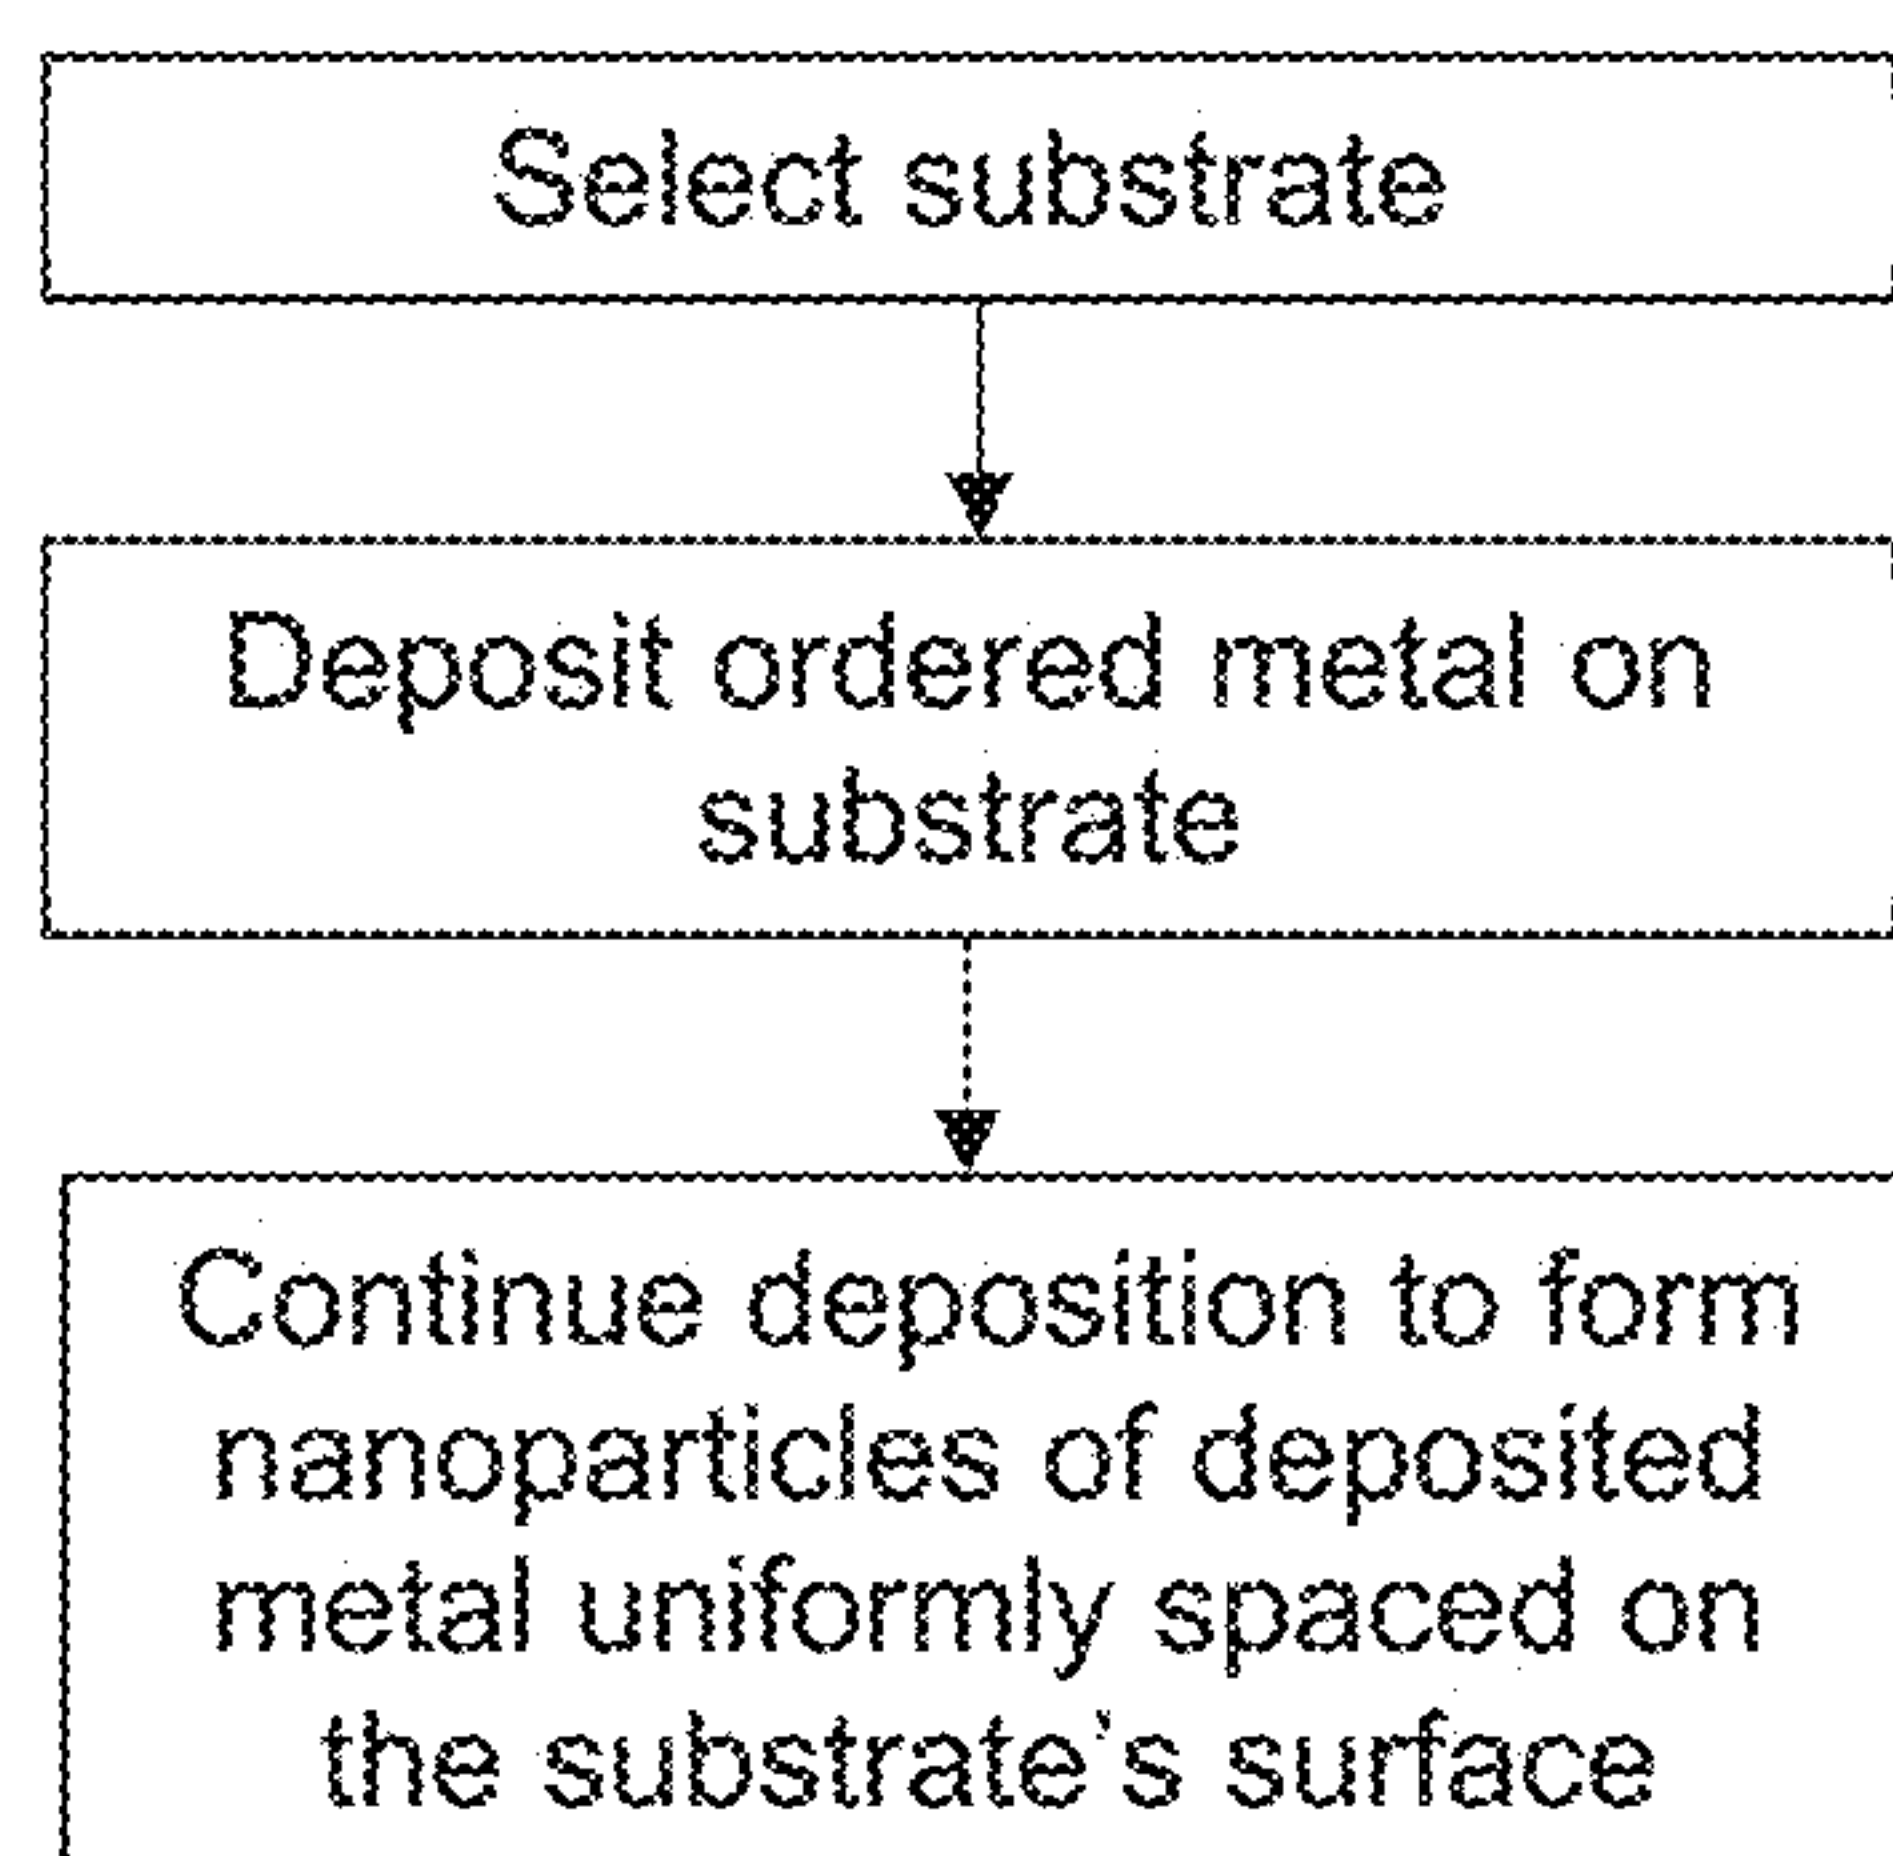 Select substrate
Deposit ordered metal on
substrate
Continue deposition to form
nanoparticles of deposited
metal uniformly spaced on
the substrate's surface